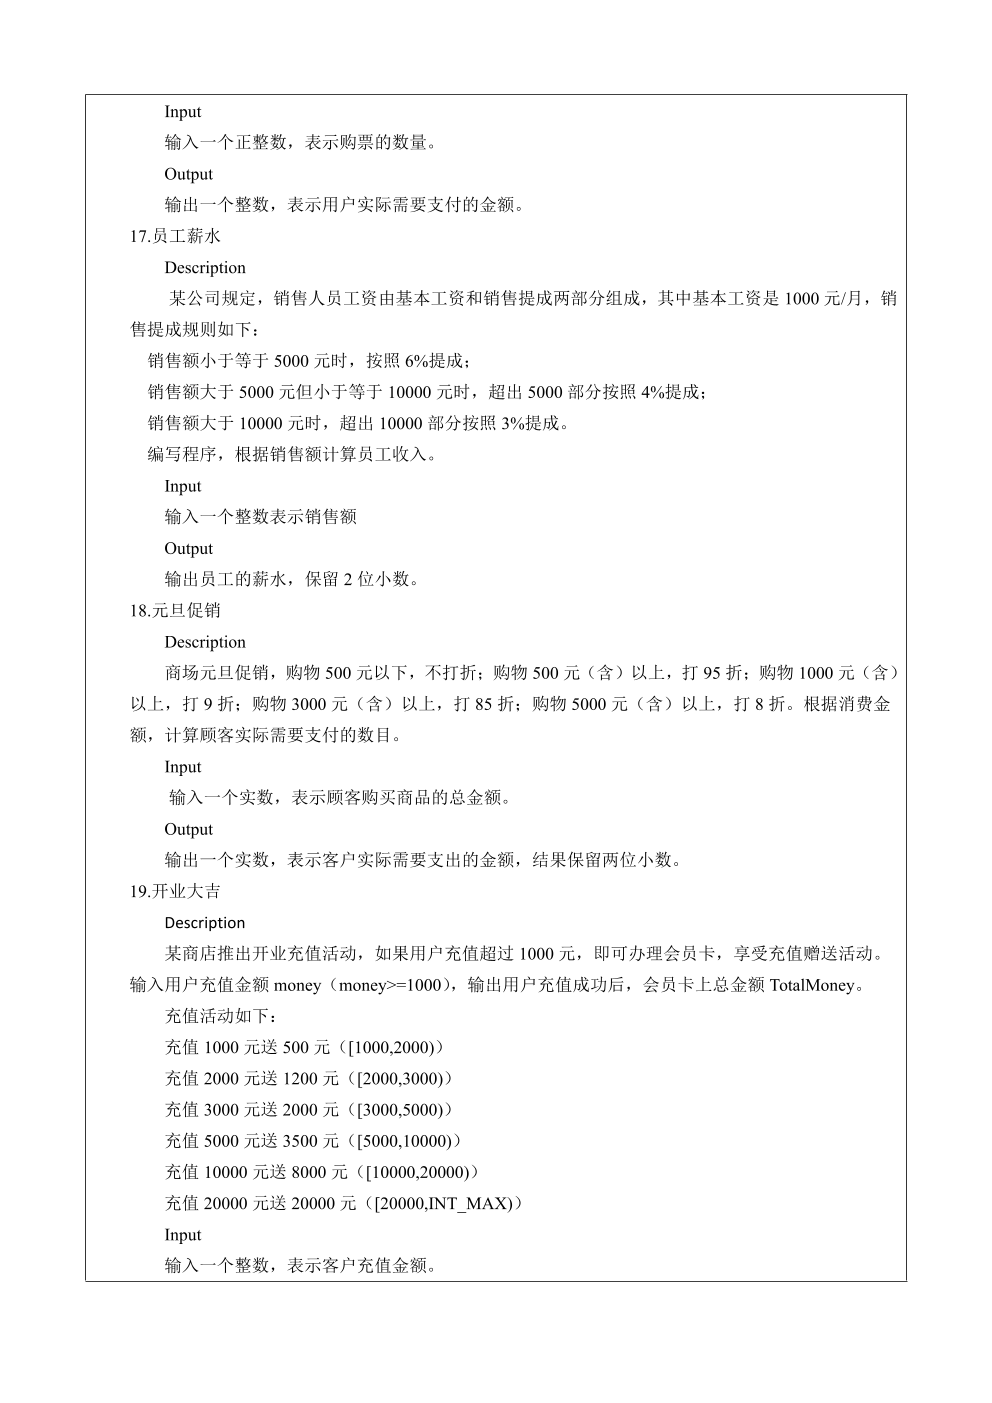 Input
输入一个正整数，表示购票的数量。
Output
输出一个整数，表示用户实际需要支付的金额。
17.员工薪水
Description
某公司规定，销售人员工资由基本工资和销售提成两部分组成，其中基本工资是 1000 元/月，销
售提成规则如下：
销售额小于等于 5000 元时，按照 6%提成；
销售额大于 5000 元但小于等于 10000 元时，超出 5000 部分按照 4%提成；
销售额大于 10000 元时，超出 10000 部分按照 3%提成。
编写程序，根据销售额计算员工收入。
Input
输入一个整数表示销售额
Output
输出员工的薪水，保留 2 位小数。
18.元旦促销
Description
商场元旦促销，购物 500 元以下，不打折；购物 500 元（含）以上，打 95 折；购物 1000 元（含）
以上，打 9 折；购物 3000 元（含）以上，打 85 折；购物 5000 元（含）以上，打 8 折。根据消费金
额，计算顾客实际需要支付的数目。
Input
输入一个实数，表示顾客购买商品的总金额。
Output
输出一个实数，表示客户实际需要支出的金额，结果保留两位小数。
19.开业大吉
Description
某商店推出开业充值活动，如果用户充值超过 1000 元，即可办理会员卡，享受充值赠送活动。
输入用户充值金额 money（money>=1000），输出用户充值成功后，会员卡上总金额 TotalMoney。
充值活动如下：
充值 1000 元送 500 元（[1000,2000)）
充值 2000 元送 1200 元（[2000,3000)）
充值 3000 元送 2000 元（[3000,5000)）
充值 5000 元送 3500 元（[5000,10000)）
充值 10000 元送 8000 元（[10000,20000)）
充值 20000 元送 20000 元（[20000,INT_MAX)）
Input
输入一个整数，表示客户充值金额。